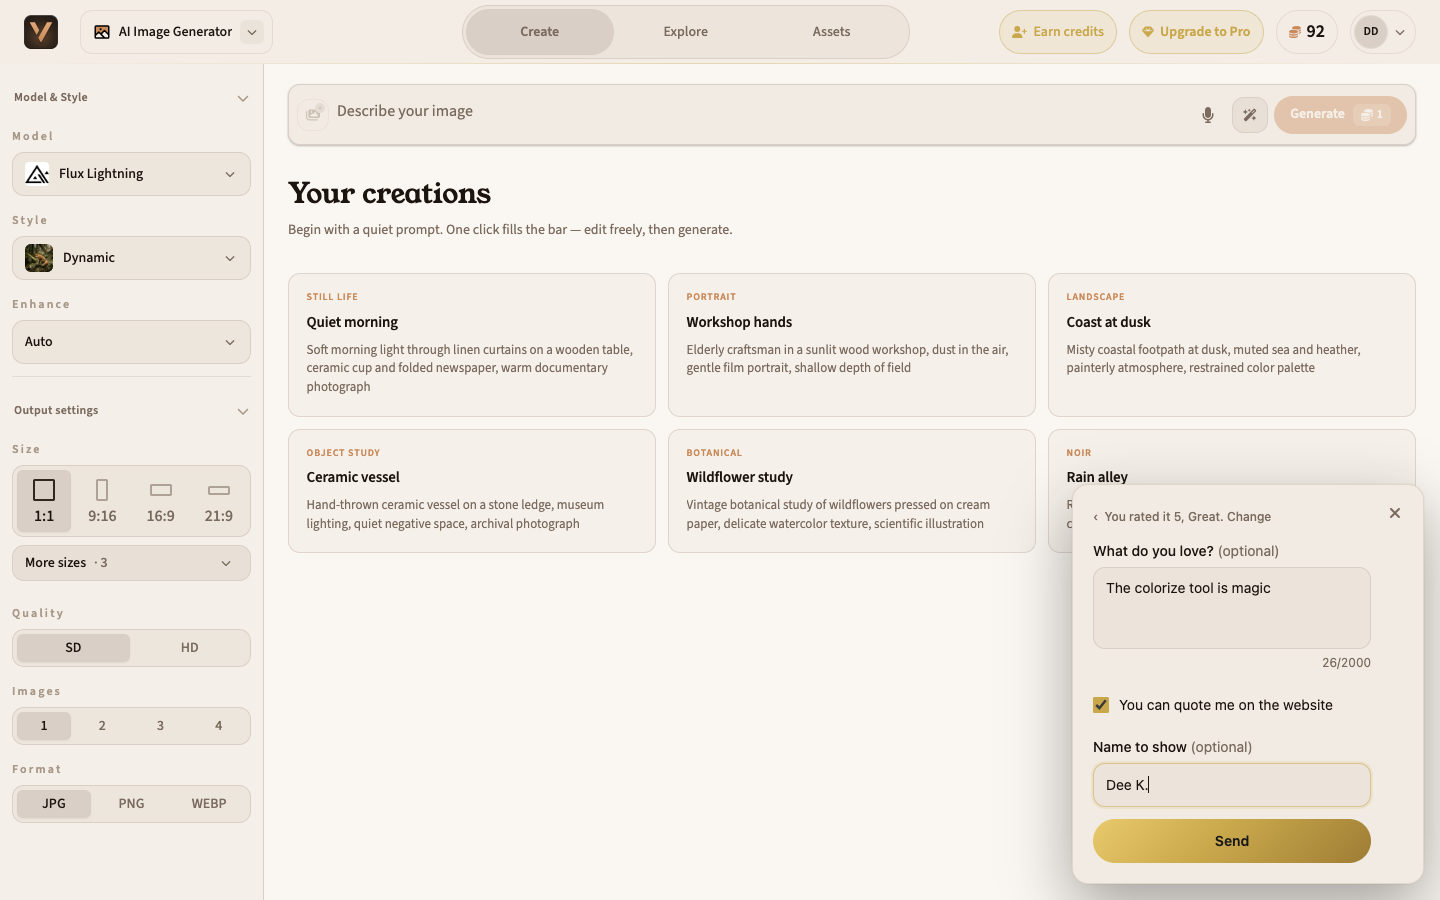 AI Image Generator
Create
Explore
Assets
Earn credits
Upgrade to Pro
92
DD
Model & Style
Model
Flux Lightning
Style
Dynamic
Enhance
Auto
Output settings
Size
1:1
9:16
16:9
21:9
More sizes · 3
Quality
SD
HD
Images
1
2
3
4
Format
JPG
PNG
WEBP
Describe your image
Generate 1
Your creations
Begin with a quiet prompt. One click fills the bar — edit freely, then generate.
STILL LIFE
Quiet morning
Soft morning light through linen curtains on a wooden table,
ceramic cup and folded newspaper, warm documentary
photograph
PORTRAIT
Workshop hands
Elderly craftsman in a sunlit wood workshop, dust in the air,
gentle film portrait, shallow depth of field
LANDSCAPE
Coast at dusk
Misty coastal footpath at dusk, muted sea and heather,
painterly atmosphere, restrained color palette
OBJECT STUDY
Ceramic vessel
Hand-thrown ceramic vessel on a stone ledge, museum
lighting, quiet negative space, archival photograph
BOTANICAL
Wildflower study
Vintage botanical study of wildflowers pressed on cream
paper, delicate watercolor texture, scientific illustration
NOIR
Rain alley
‹ You rated it 5, Great. Change
What do you love? (optional)
The colorize tool is magic
26/2000
You can quote me on the website
Name to show (optional)
Dee K.
Send